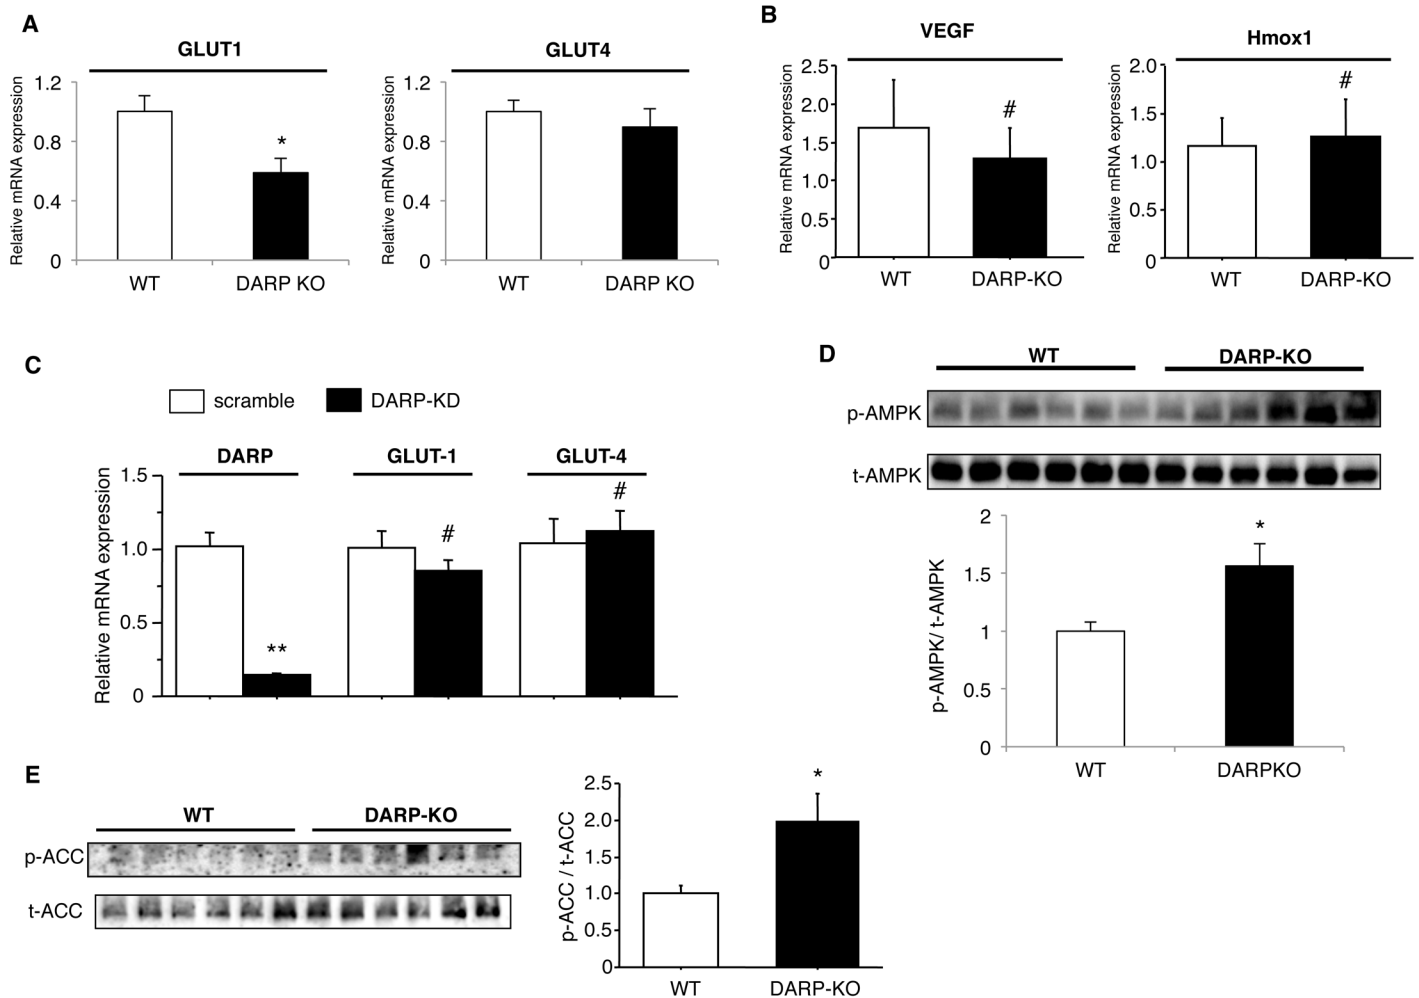 A
GLUT1
GLUT4
Relative mRNA expression
1.2
0.8
0.4
0
*
WT
DARP KO
Relative mRNA expression
1.2
0.8
0.4
0
WT
DARP KO
B
VEGF
Hmox1
Relative mRNA expression
2.5
2.0
1.5
1.0
0.5
0
#
WT
DARP-KO
Relative mRNA expression
2.0
1.5
1.0
0.5
0
#
WT
DARP-KO
C
scramble
DARP-KD
DARP
GLUT-1
GLUT-4
Relative mRNA expression
1.5
1.0
0.5
0
**
#
#
D
WT
DARP-KO
p-AMPK
t-AMPK
p-AMPK/ t-AMPK
2
1.5
1
0.5
0
*
WT
DARPKO
E
WT
DARP-KO
p-ACC
t-ACC
p-ACC / t-ACC
2.5
2.0
1.5
1.0
0.5
0
*
WT
DARP-KO